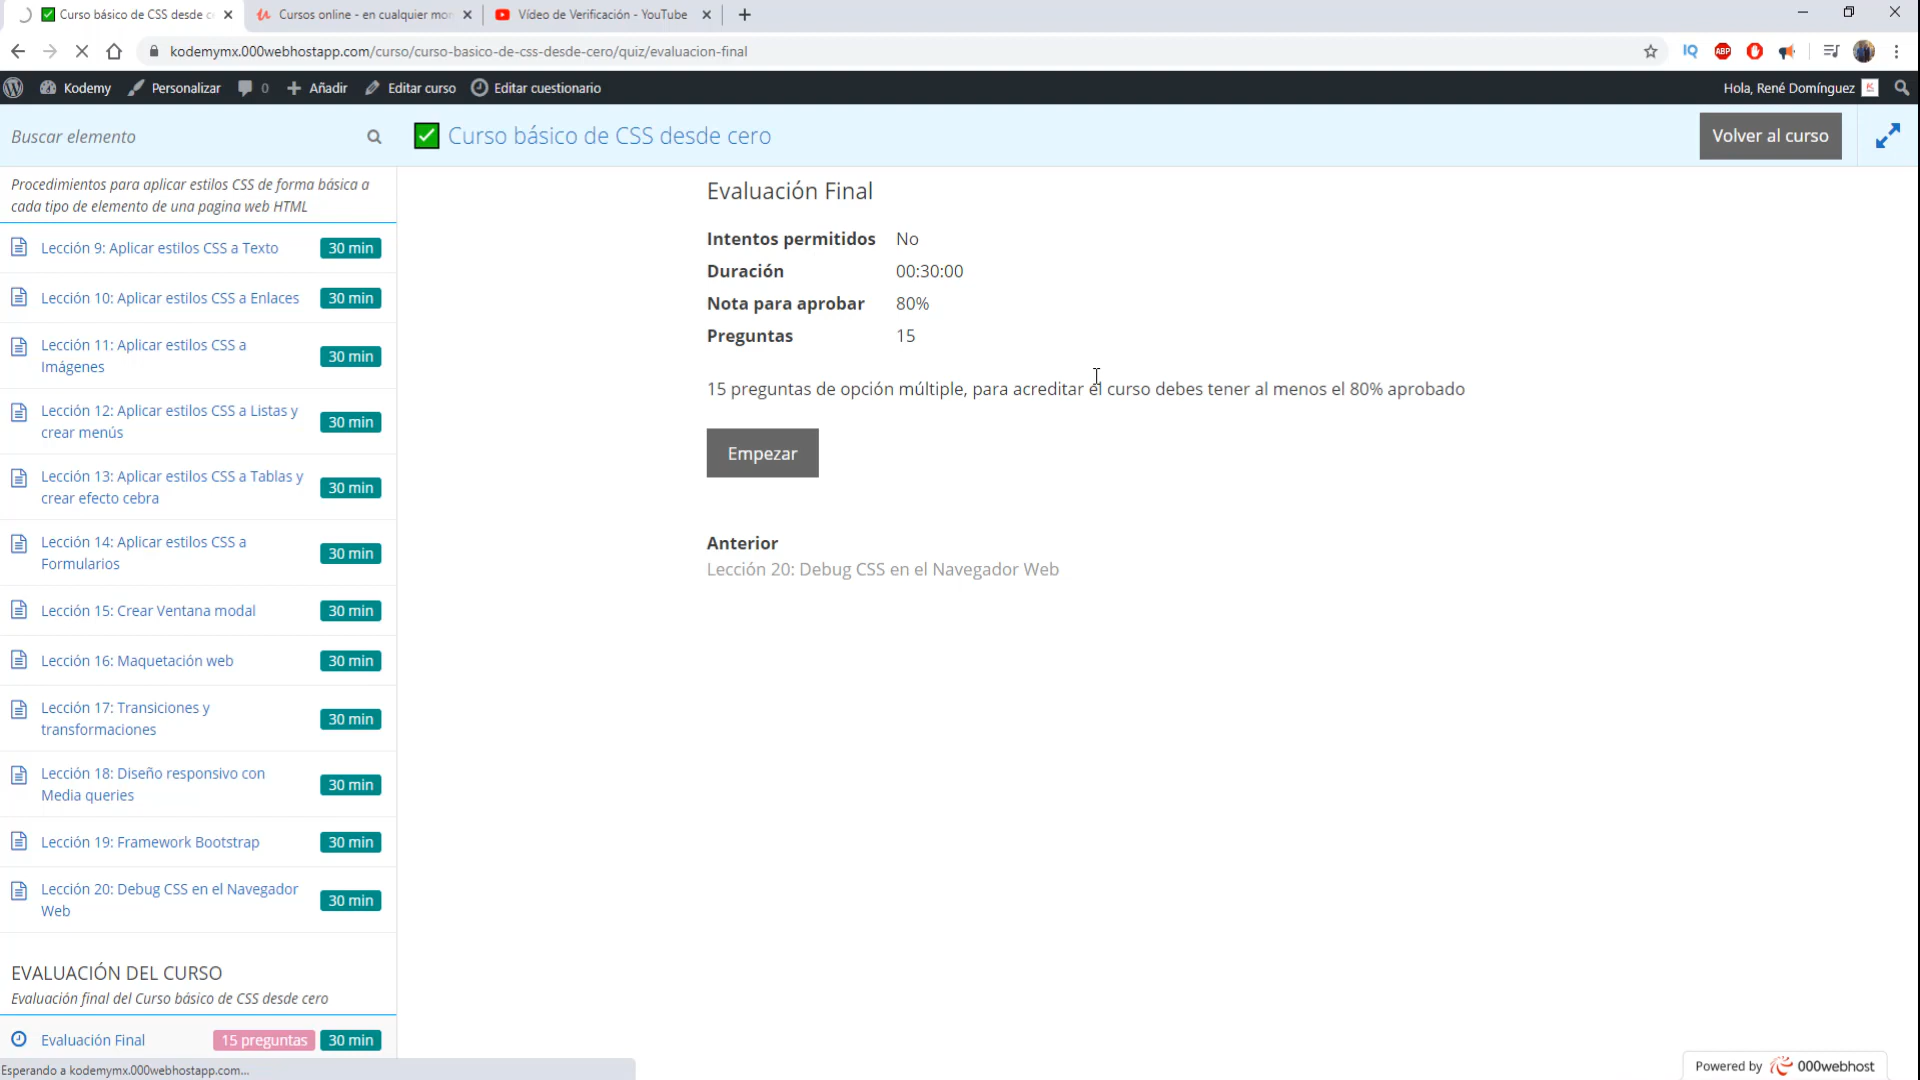 Curso básico de CSS desde c
Cursos online - en cualquier mon
Vídeo de Verificación - YouTube
kodemymx.000webhostapp.com/curso/curso-basico-de-css-desde-cero/quiz/evaluacion-final
IQ
ABP
Kodemy
Personalizar
0
Añadir
Editar curso
Editar cuestionario
Hola, René Domínguez
Buscar elemento
Curso básico de CSS desde cero
Volver al curso
Procedimientos para aplicar estilos CSS de forma básica a
cada tipo de elemento de una pagina web HTML
Lección 9: Aplicar estilos CSS a Texto
30 min
Lección 10: Aplicar estilos CSS a Enlaces
30 min
Lección 11: Aplicar estilos CSS a
Imágenes
30 min
Lección 12: Aplicar estilos CSS a Listas y
crear menús
30 min
Lección 13: Aplicar estilos CSS a Tablas y
crear efecto cebra
30 min
Lección 14: Aplicar estilos CSS a
Formularios
30 min
Lección 15: Crear Ventana modal
30 min
Lección 16: Maquetación web
30 min
Lección 17: Transiciones y
transformaciones
30 min
Lección 18: Diseño responsivo con
Media queries
30 min
Lección 19: Framework Bootstrap
30 min
Lección 20: Debug CSS en el Navegador
Web
30 min
EVALUACIÓN DEL CURSO
Evaluación final del Curso básico de CSS desde cero
Evaluación Final
15 preguntas
30 min
Esperando a kodemymx.000webhostapp.com...
Evaluación Final
Intentos permitidos No
Duración 00:30:00
Nota para aprobar 80%
Preguntas 15
15 preguntas de opción múltiple, para acreditar el curso debes tener al menos el 80% aprobado
Empezar
Anterior
Lección 20: Debug CSS en el Navegador Web
Powered by 000webhost